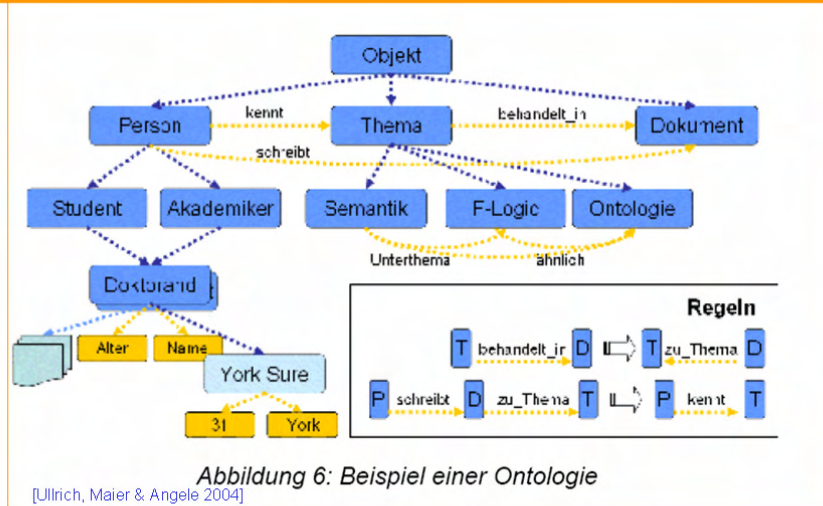 Objekt
kennt
behandelt_in
Person
Thema
Dokument
schreibt
Student
Akademiker
Semantik
F-Logic
Ontologie
Unterthema
ähnlich
Doktorand
Regeln
Alter
Name
T behandelt_in D T zu_Thema D
York Sure
P schreibt D zu_Thema T P kennt T
31
York
Abbildung 6: Beispiel einer Ontologie
[Ullrich, Maier & Angele 2004]